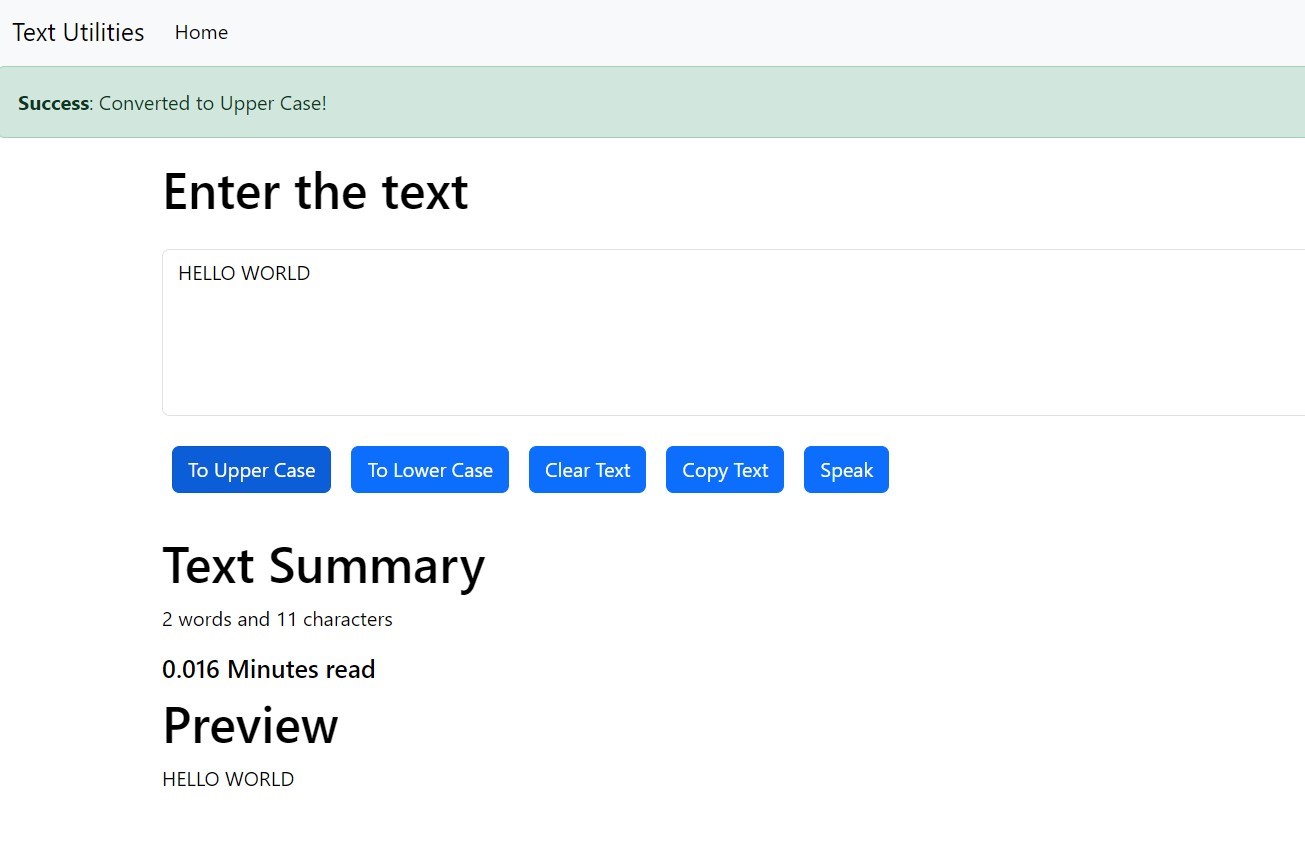 Text Utilities Home
Success: Converted to Upper Case!
Enter the text
HELLO WORLD
To Upper Case To Lower Case Clear Text Copy Text Speak
Text Summary
2 words and 11 characters
0.016 Minutes read
Preview
HELLO WORLD